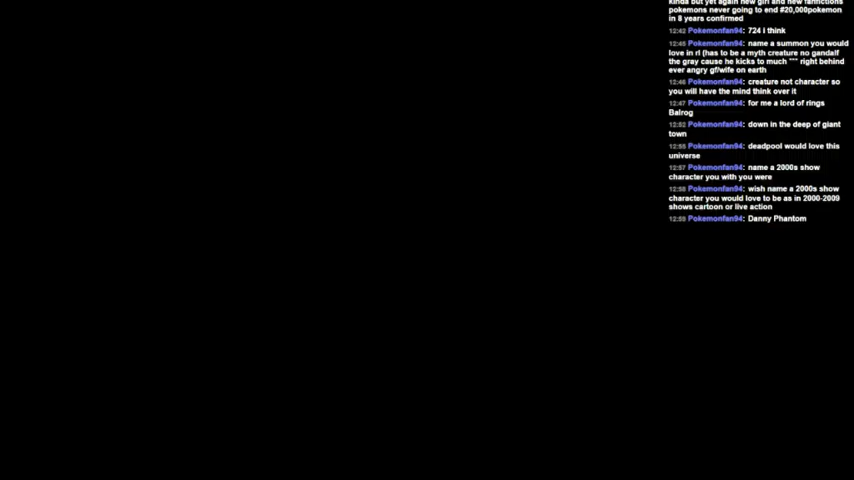 kinda but yet again new girl and new fanfictions
pokemons never going to end #20,000pokemon
in 8 years confirmed
12:42 Pokemonfan94: 724 i think
12:45 Pokemonfan94: name a summon you would
love in rl (has to be a myth creature no gandalf
the gray cause he kicks to much *** right behind
ever angry gf/wife on earth
12:46 Pokemonfan94: creature not character so
you will have the mind think over it
12:47 Pokemonfan94: for me a lord of rings
Balrog
12:52 Pokemonfan94: down in the deep of giant
town
12:55 Pokemonfan94: deadpool would love this
universe
12:57 Pokemonfan94: name a 2000s show
character you with you were
12:58 Pokemonfan94: wish name a 2000s show
character you would love to be as in 2000-2009
shows cartoon or live action
12:59 Pokemonfan94: Danny Phantom